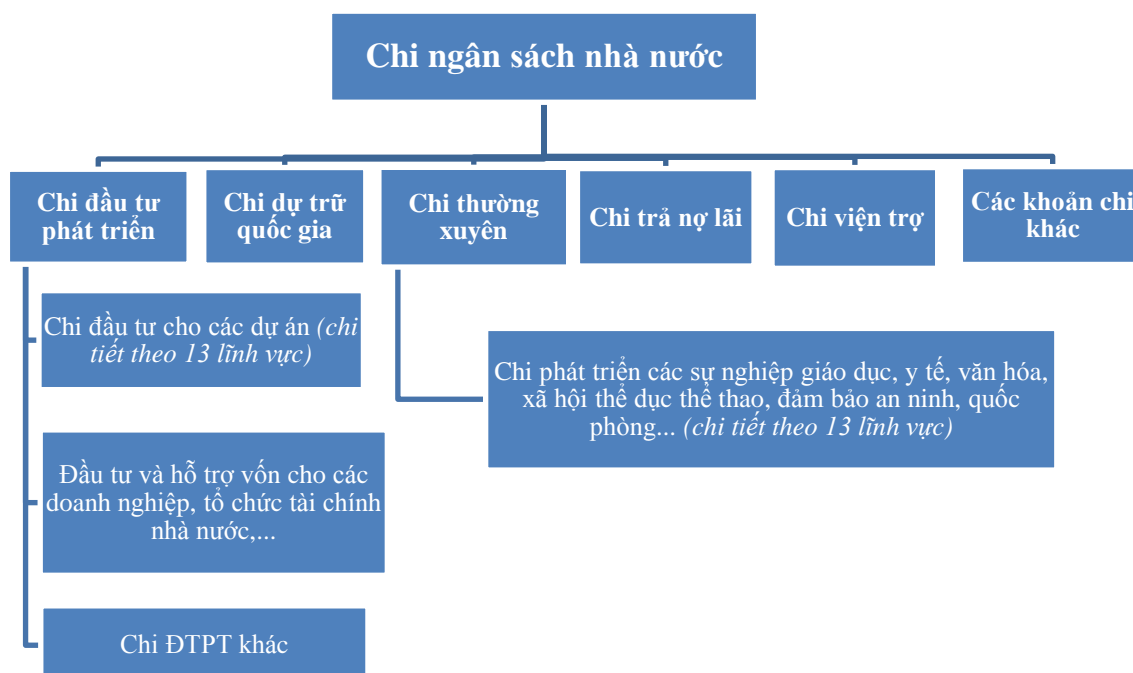 Chi ngân sách nhà nước
Chi đầu tư
phát triển
Chi dự trữ
quốc gia
Chi thường
xuyên
Chi trả nợ lãi
Chi viện trợ
Các khoản chi
khác
Chi đầu tư cho các dự án (chi
tiết theo 13 lĩnh vực)
Đầu tư và hỗ trợ vốn cho các
doanh nghiệp, tổ chức tài chính
nhà nước,...
Chi ĐTPT khác
Chi phát triển các sự nghiệp giáo dục, y tế, văn hóa,
xã hội thể dục thể thao, đảm bảo an ninh, quốc
phòng... (chi tiết theo 13 lĩnh vực)